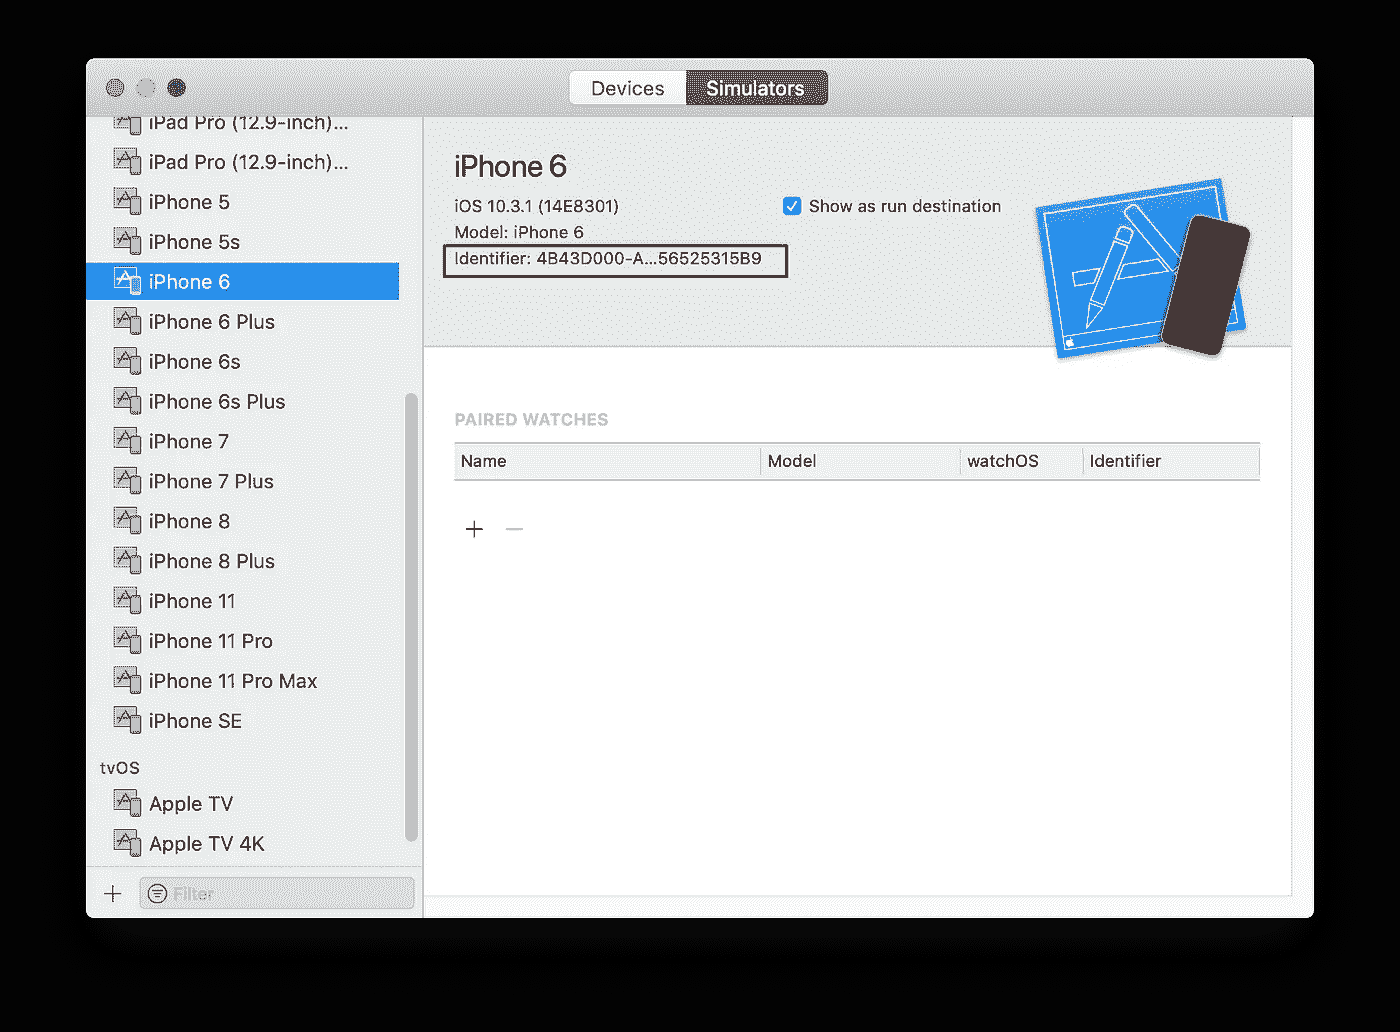 Devices
Simulators
iPad Pro (12.9-inch)...
iPad Pro (12.9-inch)...
iPhone 5
iPhone 5s
iPhone 6
iPhone 6 Plus
iPhone 6s
iPhone 6s Plus
iPhone 7
iPhone 7 Plus
iPhone 8
iPhone 8 Plus
iPhone 11
iPhone 11 Pro
iPhone 11 Pro Max
iPhone SE
tvOS
Apple TV
Apple TV 4K
Filter
iPhone 6
iOS 10.3.1 (14E8301)
Show as run destination
Model: iPhone 6
Identifier: 4B43D000-A...56525315B9
PAIRED WATCHES
Name
Model
watchOS
Identifier